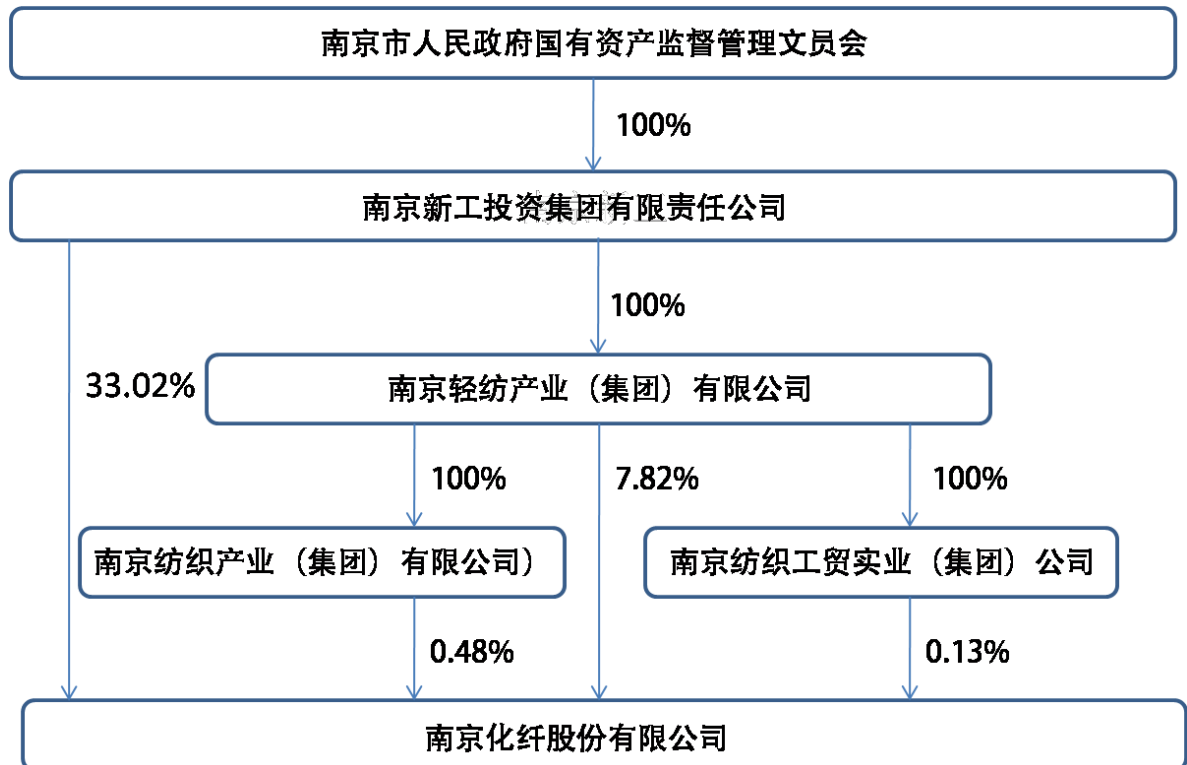 南京市人民政府国有资产监督管理文员会
100%
南京新工投资集团有限责任公司
100%
33.02%
南京轻纺产业（集团）有限公司
100%
7.82%
100%
南京纺织产业（集团）有限公司）
南京纺织工贸实业（集团）公司
0.48%
0.13%
南京化纤股份有限公司